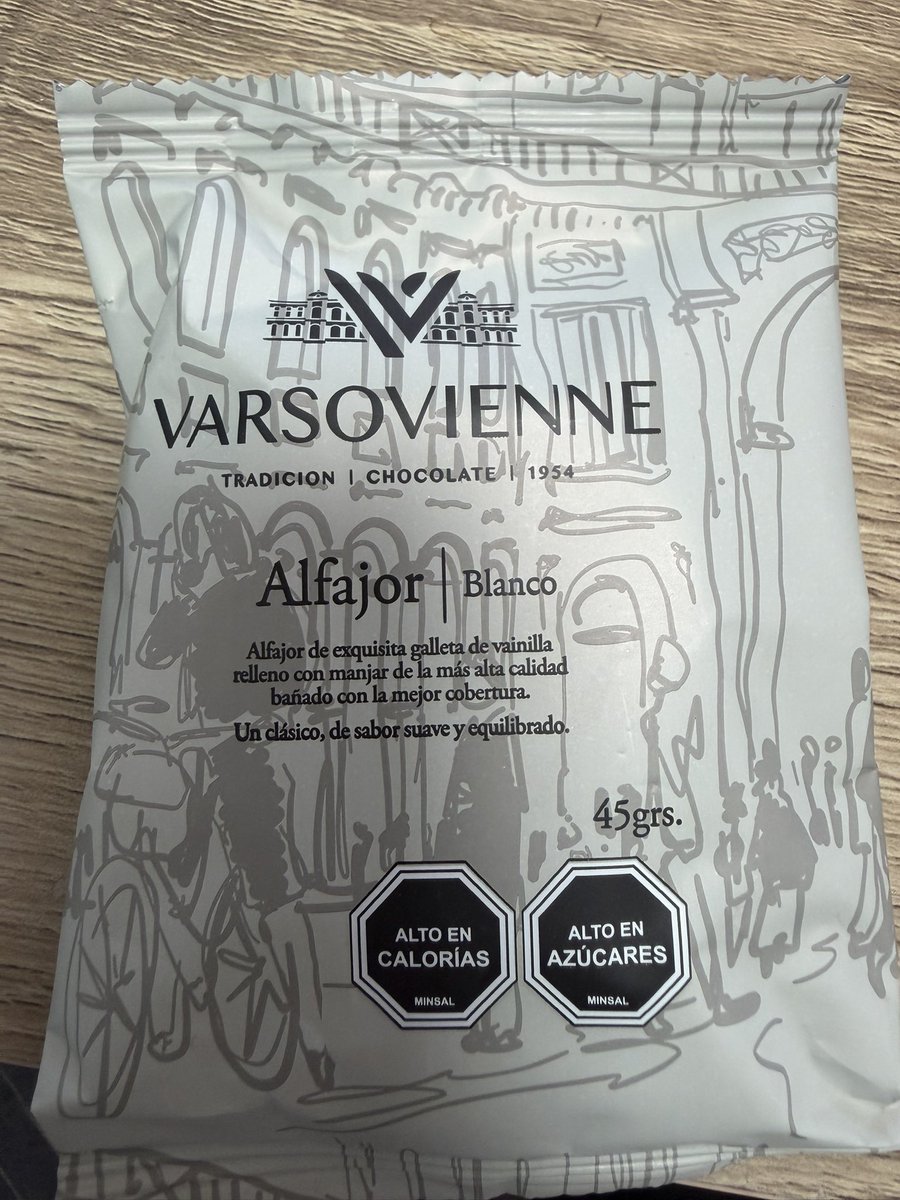 VARSOVIENNE
TRADICION | CHOCOLATE | 1954
Alfajor | Blanco
Alfajor de exquisita galleta de vainilla
relleno con manjar de la más alta calidad
bañado con la mejor cobertura.
Un clásico, de sabor suave y equilibrado.
45grs.
ALTO EN
CALORÍAS
MINSAL
ALTO EN
AZÚCARES
MINSAL